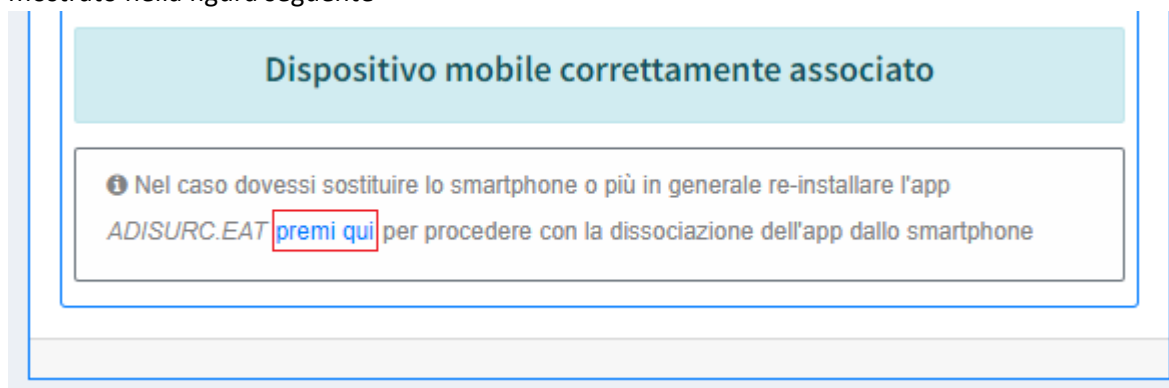 mostrato nella figura seguente
Dispositivo mobile correttamente associato
Nel caso dovessi sostituire lo smartphone o più in generale re-installare l'app
ADISURC.EAT premi qui per procedere con la dissociazione dell'app dallo smartphone